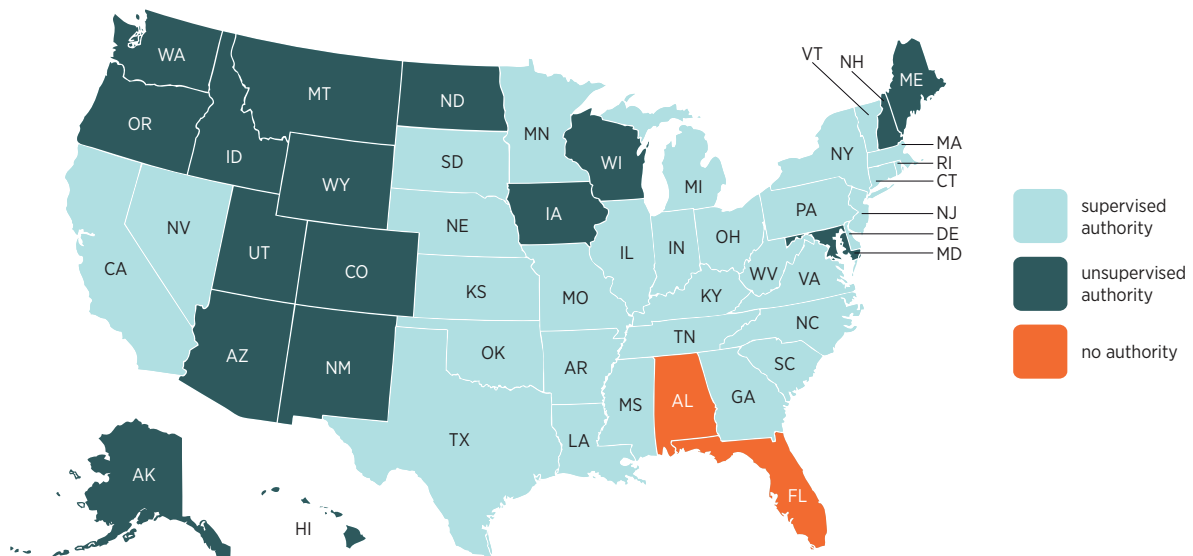 WA
MT
ND
MN
OR
ID
WY
SD
WI
MI
VT
NH
ME
NY
MA
RI
CT
NJ
DE
MD
CA
NV
UT
CO
NE
IA
IL
IN
OH
PA
KS
MO
KY
WV
VA
AZ
NM
OK
AR
TN
NC
SC
TX
LA
MS
AL
GA
FL
AK
HI
supervised
authority
unsupervised
authority
no authority